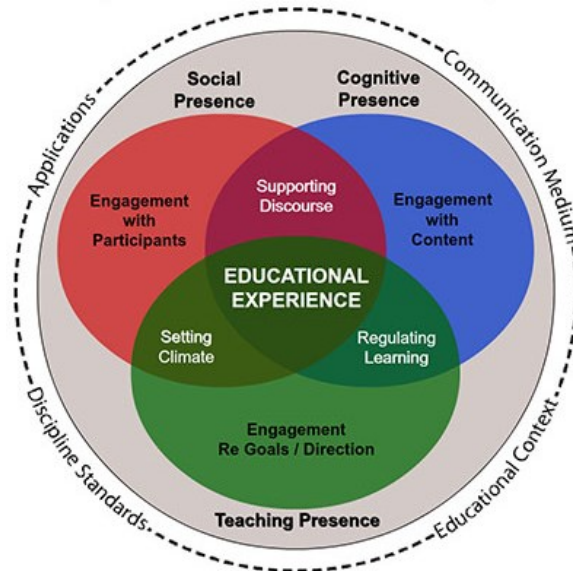 Social
Presence
Cognitive
Presence
Applications
Communication Medium
Engagement
with
Participants
Supporting
Discourse
Engagement
with
Content
EDUCATIONAL
EXPERIENCE
Setting
Climate
Regulating
Learning
Engagement
Re Goals / Direction
Teaching Presence
Discipline Standards
Educational Context